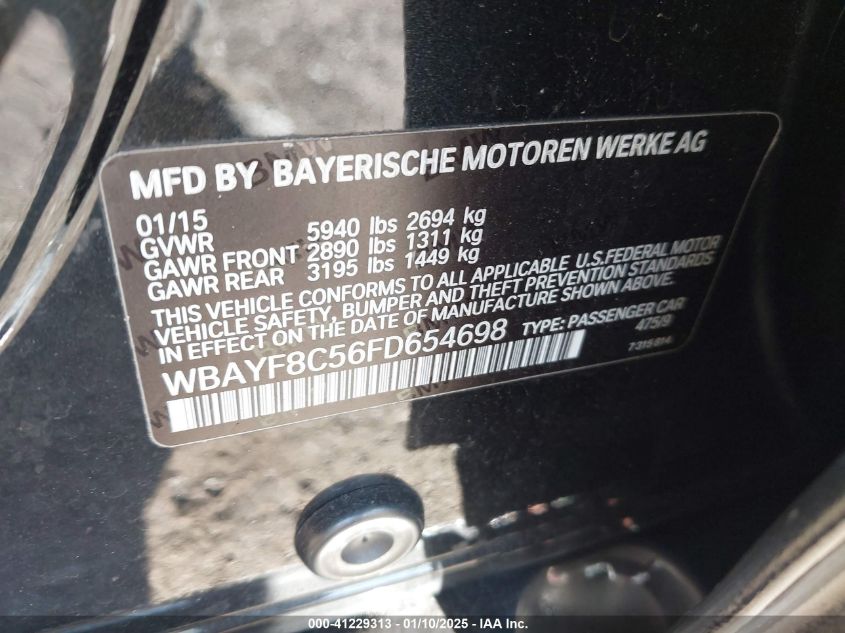 MFD BY BAYERISCHE MOTOREN WERKE AG
01/15
GVWR 5940 lbs 2694 kg
GAWR FRONT 2890 lbs 1311 kg
GAWR REAR 3195 lbs 1449 kg
THIS VEHICLE CONFORMS TO ALL APPLICABLE U.S.FEDERAL MOTOR
VEHICLE SAFETY, BUMPER AND THEFT PREVENTION STANDARDS
IN EFFECT ON THE DATE OF MANUFACTURE SHOWN ABOVE.
WBAYF8C56FD654698 TYPE: PASSENGER CAR
475/9
7315814
000-41229313 - 01/10/2025 - IAA Inc.